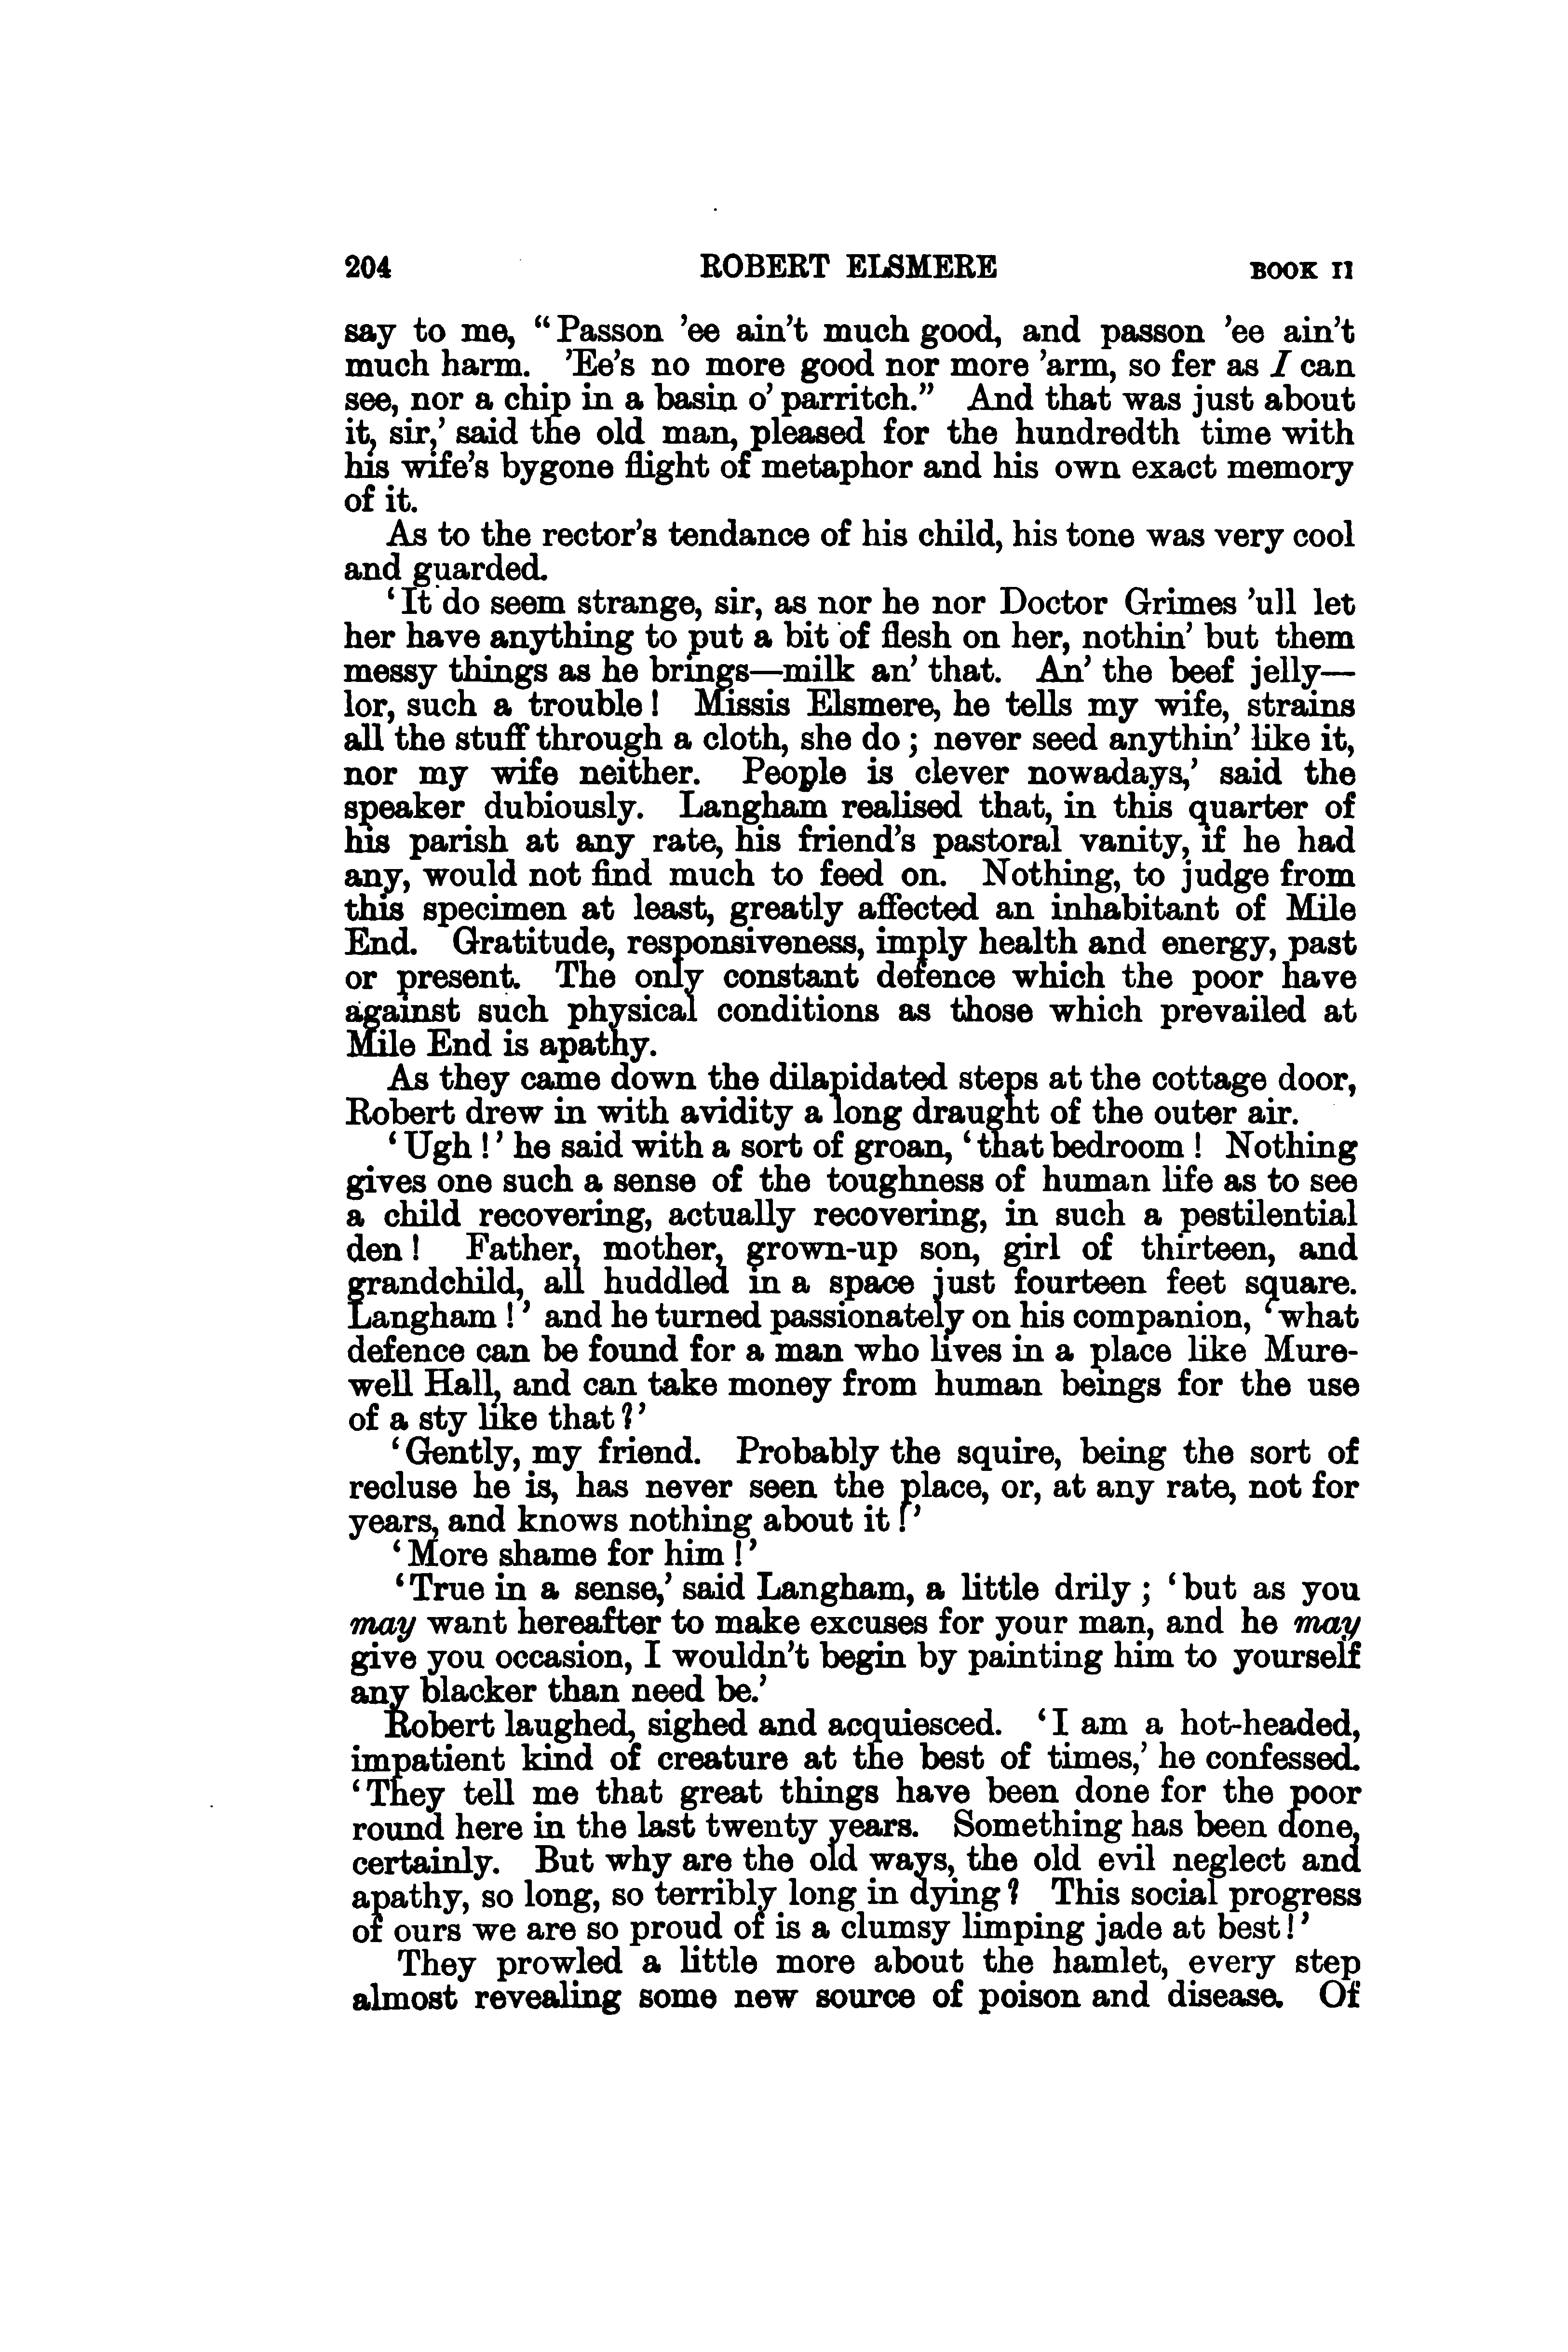 204 ROBERT ELSMERE BOOK II
say to me, “Passon ’ee ain’t much good, and passon ’ee ain’t
much harm. ’Ee’s no more good nor more ’arm, so fer as I can
see, nor a chip in a basin o’ parritch.” And that was just about
it, sir,’ said the old man, pleased for the hundredth time with
his wife’s bygone flight of metaphor and his own exact memory
of it.
As to the rector’s tendance of his child, his tone was very cool
and guarded.
‘It do seem strange, sir, as nor he nor Doctor Grimes ’ull let
her have anything to put a bit of flesh on her, nothin’ but them
messy things as he brings—milk an’ that. An’ the beef jelly—
lor, such a trouble! Missis Elsmere, he tells my wife, strains
all the stuff through a cloth, she do; never seed anythin’ like it,
nor my wife neither. People is clever nowadays,’ said the
speaker dubiously. Langham realised that, in this quarter of
his parish at any rate, his friend’s pastoral vanity, if he had
any, would not find much to feed on. Nothing, to judge from
this specimen at least, greatly affected an inhabitant of Mile
End. Gratitude, responsiveness, imply health and energy, past
or present. The only constant defence which the poor have
against such physical conditions as those which prevailed at
Mile End is apathy.
As they came down the dilapidated steps at the cottage door,
Robert drew in with avidity a long draught of the outer air.
‘Ugh!’ he said with a sort of groan, ‘that bedroom! Nothing
gives one such a sense of the toughness of human life as to see
a child recovering, actually recovering, in such a pestilential
den! Father, mother, grown-up son, girl of thirteen, and
grandchild, all huddled in a space just fourteen feet square.
Langham!’ and he turned passionately on his companion, ‘what
defence can be found for a man who lives in a place like Mure-
well Hall, and can take money from human beings for the use
of a sty like that?’
‘Gently, my friend. Probably the squire, being the sort of
recluse he is, has never seen the place, or, at any rate, not for
years, and knows nothing about it!’
‘More shame for him!’
‘True in a sense,’ said Langham, a little drily; ‘but as you
may want hereafter to make excuses for your man, and he may
give you occasion, I wouldn’t begin by painting him to yourself
any blacker than need be.’
Robert laughed, sighed and acquiesced. ‘I am a hot-headed,
impatient kind of creature at the best of times,’ he confessed.
‘They tell me that great things have been done for the poor
round here in the last twenty years. Something has been done,
certainly. But why are the old ways, the old evil neglect and
apathy, so long, so terribly long in dying? This social progress
of ours we are so proud of is a clumsy limping jade at best!’
They prowled a little more about the hamlet, every step
almost revealing some new source of poison and disease. Of